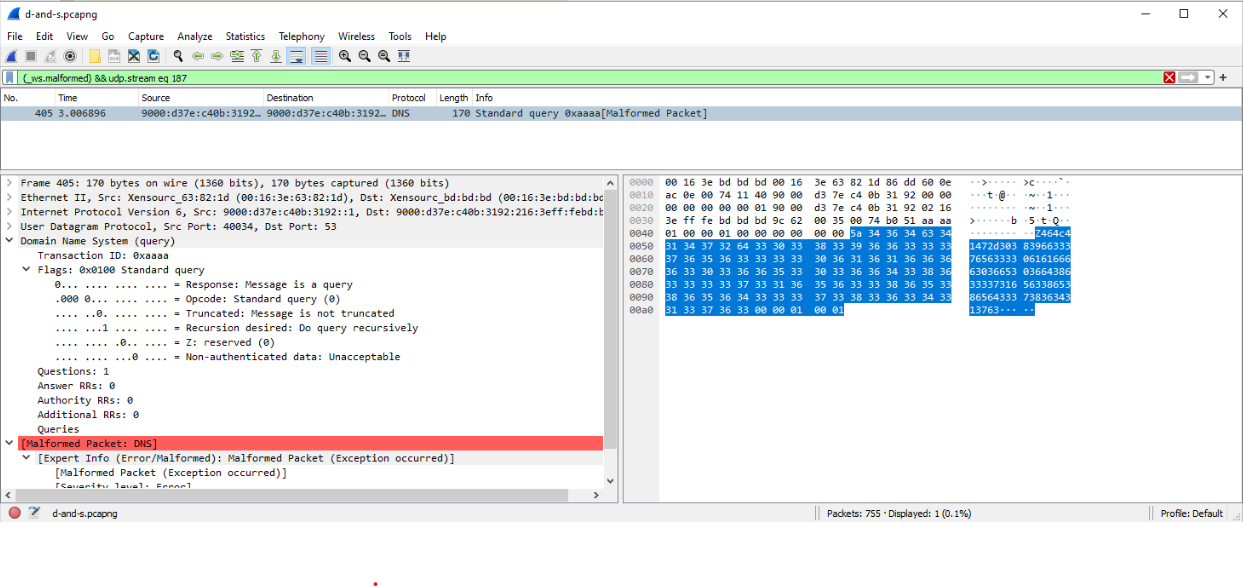 d-and-s.pcapng
File Edit View Go Capture Analyze Statistics Telephony Wireless Tools Help
(_ws.malformed) && udp.stream eq 187
No. Time Source Destination Protocol Length Info
405 3.006896 9000:d37e:c40b:3192… 9000:d37e:c40b:3192… DNS 170 Standard query 0xaaaa[Malformed Packet]
Frame 405: 170 bytes on wire (1360 bits), 170 bytes captured (1360 bits)
Ethernet II, Src: Xensourc_63:82:1d (00:16:3e:63:82:1d), Dst: Xensourc_bd:bd:bd (00:16:3e:bd:bd:bd
Internet Protocol Version 6, Src: 9000:d37e:c40b:3192::1, Dst: 9000:d37e:c40b:3192:216:3eff:febd:b
User Datagram Protocol, Src Port: 40034, Dst Port: 53
Domain Name System (query)
Transaction ID: 0xaaaa
Flags: 0x0100 Standard query
0... .... .... .... = Response: Message is a query
.000 0... .... .... = Opcode: Standard query (0)
.... ..0. .... .... = Truncated: Message is not truncated
.... ...1 .... .... = Recursion desired: Do query recursively
.... .... .0.. .... = Z: reserved (0)
.... .... ...0 .... = Non-authenticated data: Unacceptable
Questions: 1
Answer RRs: 0
Authority RRs: 0
Additional RRs: 0
Queries
[Malformed Packet: DNS]
[Expert Info (Error/Malformed): Malformed Packet (Exception occurred)]
[Malformed Packet (Exception occurred)]
[Severity level: Error]
0000 00 16 3e bd bd bd 00 16 3e 63 82 1d 86 dd 60 0e ··>····· >c····`·
0010 ac 0e 00 74 11 40 90 00 d3 7e c4 0b 31 92 00 00 ···t·@·· ·~··1···
0020 00 00 00 00 00 01 90 00 d3 7e c4 0b 31 92 02 16 ········ ·~··1···
0030 3e ff fe bd bd bd 9c 62 00 35 00 74 b0 51 aa aa >······b ·5·t·Q··
0040 01 00 00 01 00 00 00 00 00 00 5a 34 36 34 63 34 ········ ··Z464c4
0050 31 34 37 32 64 33 30 33 38 33 39 36 36 33 33 33 1472d303 83966333
0060 37 36 35 36 33 33 33 33 30 36 31 36 31 36 36 36 76563333 06161666
0070 36 33 30 33 36 36 35 33 30 33 36 36 34 33 38 36 63036653 03664386
0080 33 33 33 33 37 33 31 36 35 36 33 33 38 36 35 33 33337316 56338653
0090 38 36 35 36 34 33 33 33 37 33 38 33 36 33 34 33 86564333 73836343
00a0 31 33 37 36 33 00 00 01 00 01 13763··· ··
d-and-s.pcapng
Packets: 755 · Displayed: 1 (0.1%)
Profile: Default